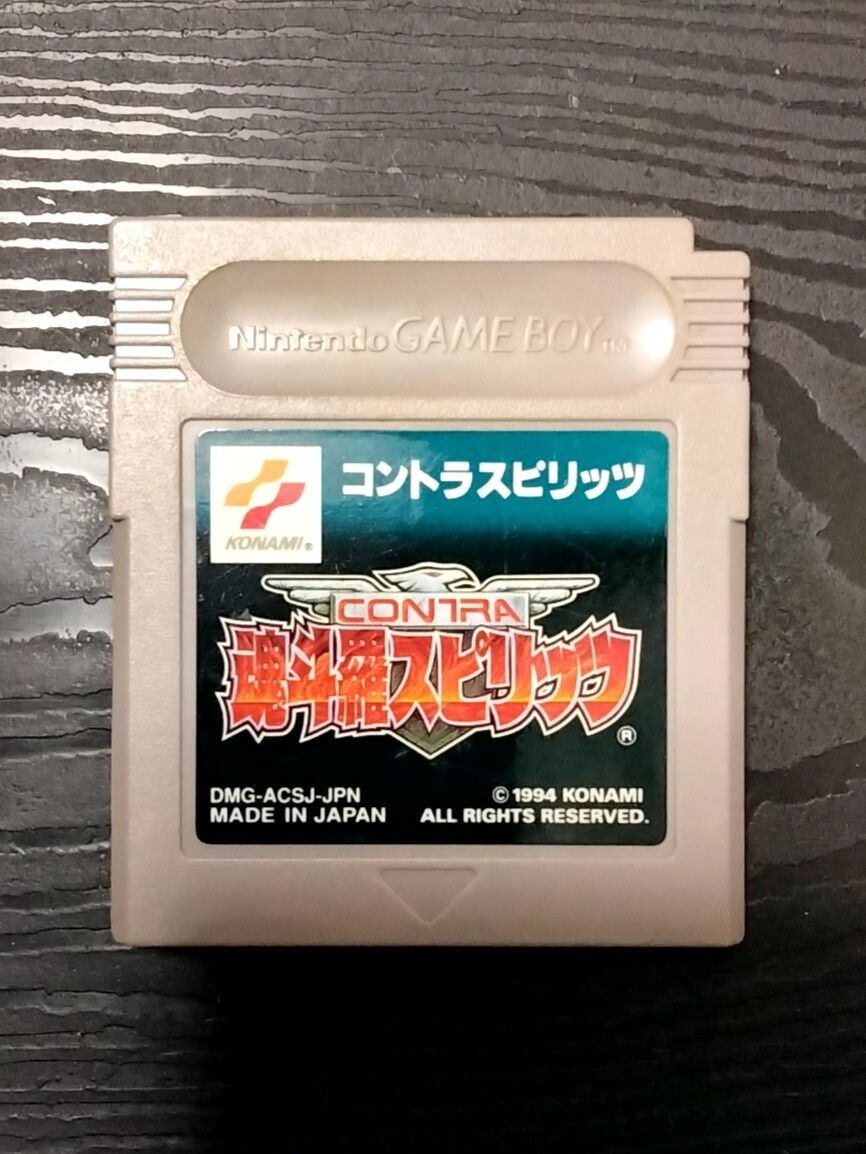 Nintendo GAME BOY TM
コントラスピリッツ
KONAMI®
CONTRA
魂斗羅スピリッツ
®
DMG-ACSJ-JPN
© 1994 KONAMI
MADE IN JAPAN
ALL RIGHTS RESERVED.